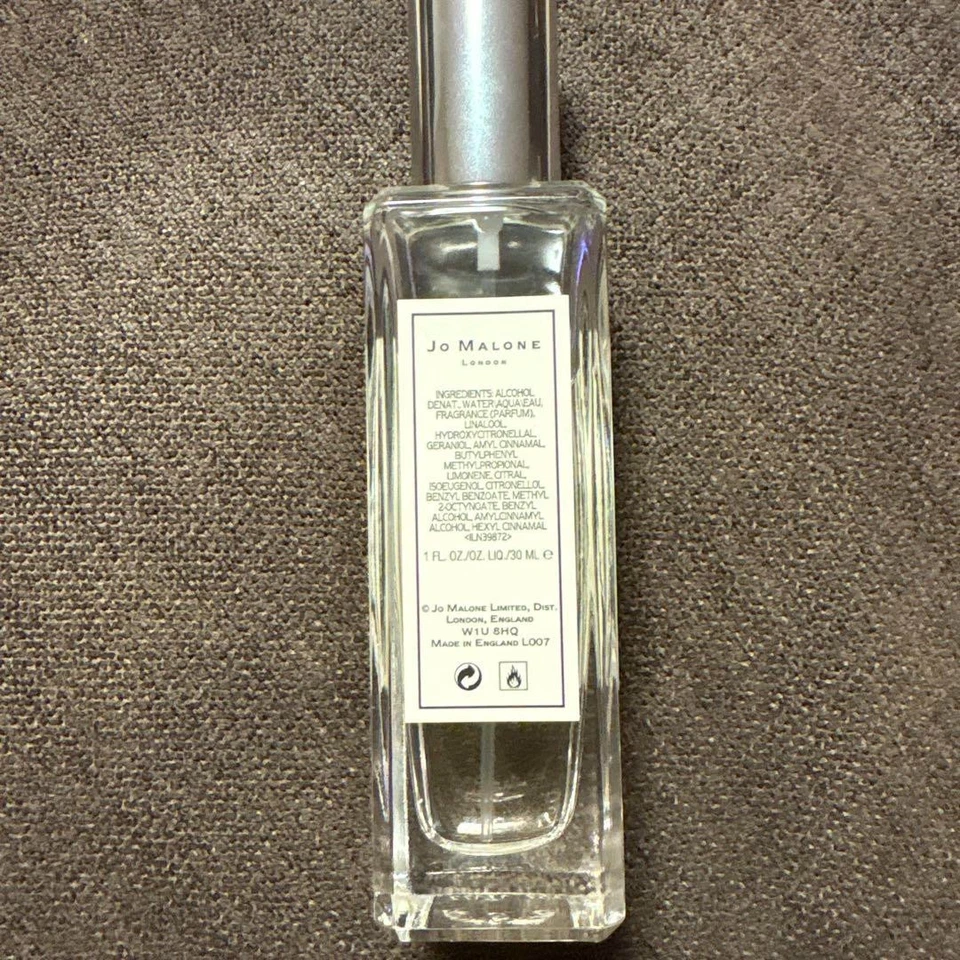 JO MALONE
LONDON
INGREDIENTS: ALCOHOL
DENAT., WATER\AQUA\EAU,
FRAGRANCE (PARFUM),
LINALOOL,
HYDROXYCITRONELLAL,
GERANIOL, AMYL CINNAMAL,
BUTYLPHENYL
METHYLPROPIONAL,
LIMONENE, CITRAL,
ISOEUGENOL, CITRONELLOL,
BENZYL BENZOATE, METHYL
2-OCTYNOATE, BENZYL
ALCOHOL, AMYLCINNAMYL
ALCOHOL, HEXYL CINNAMAL
<ILN39872>
1 FL. OZ./OZ. LIQ./30 ML ℮
© JO MALONE LIMITED, DIST.
LONDON, ENGLAND
W1U 8HQ
MADE IN ENGLAND L007